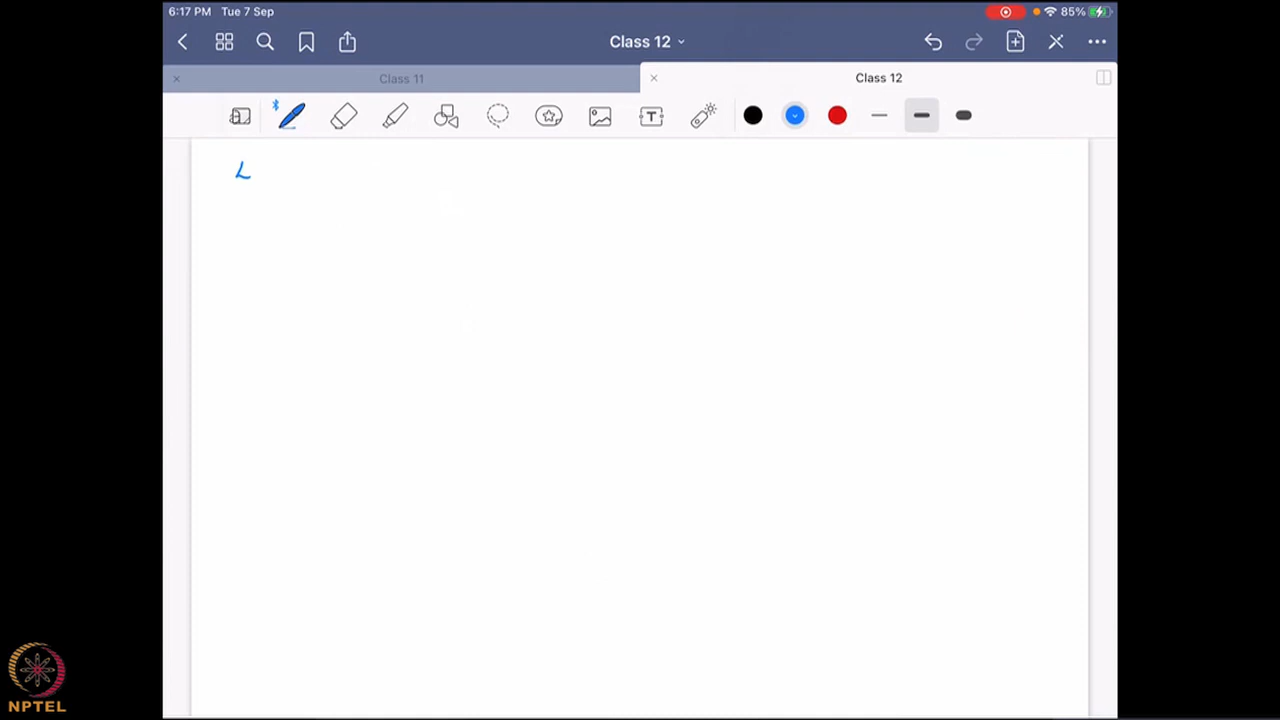 6:17 PM Tue 7 Sep 85%
Class 12
Class 11 Class 12
T
L
NPTEL